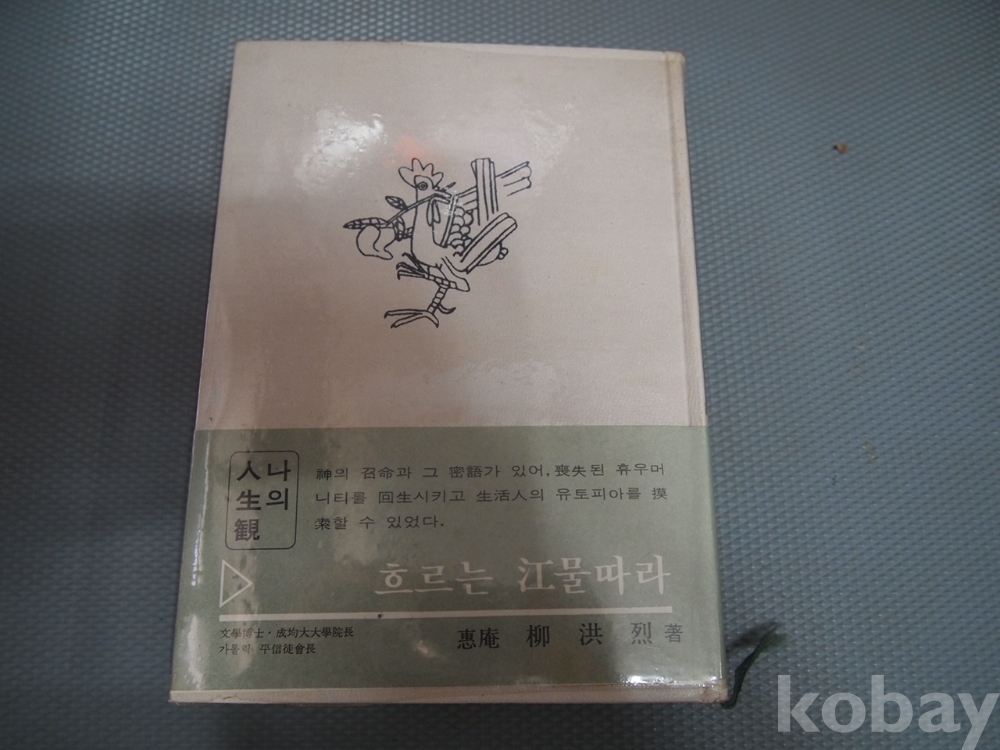 나의
人生観
神의 召命과 그 密語가 있어, 喪失된 휴우머
니티를 回生시키고 生活人의 유토피아를 摸
索할 수 있었다.
흐르는 江물따라
文學博士·成均大大學院長
가톨릭 平信徒會長
惠庵 柳洪烈 著
kobay